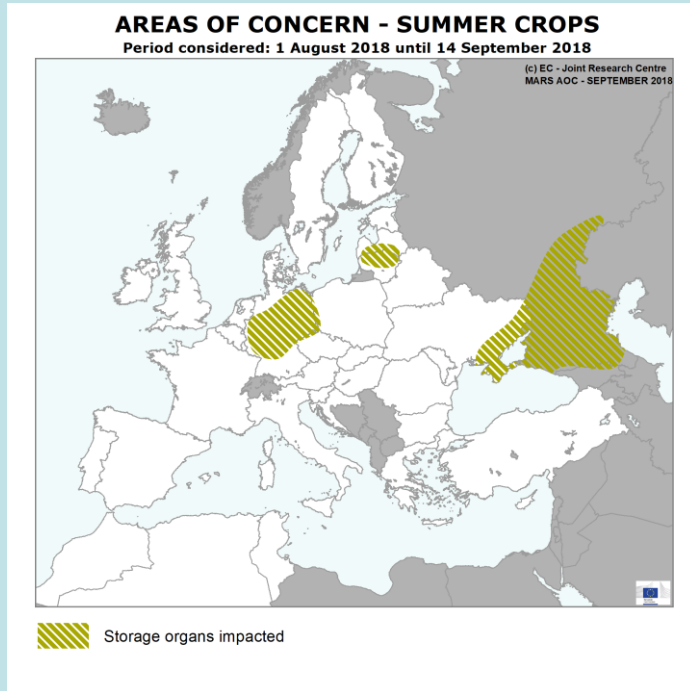 AREAS OF CONCERN - SUMMER CROPS
Period considered: 1 August 2018 until 14 September 2018
(c) EC - Joint Research Centre
MARS AOC - SEPTEMBER 2018
Storage organs impacted